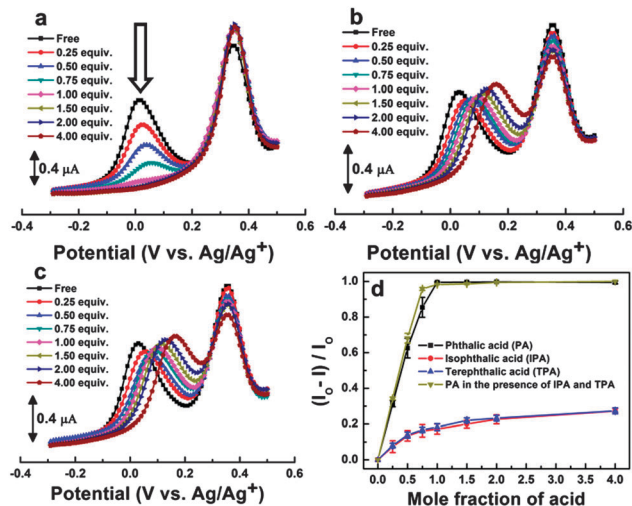 a
Free
0.25 equiv.
0.50 equiv.
0.75 equiv.
1.00 equiv.
1.50 equiv.
2.00 equiv.
4.00 equiv.
0.4 μA
-0.4 -0.2 0.0 0.2 0.4 0.6
Potential (V vs. Ag/Ag+)
b
Free
0.25 equiv.
0.50 equiv.
0.75 equiv.
1.00 equiv.
1.50 equiv.
2.00 equiv.
4.00 equiv.
0.4 μA
-0.4 -0.2 0.0 0.2 0.4 0.6
Potential (V vs. Ag/Ag+)
c
Free
0.25 equiv.
0.50 equiv.
0.75 equiv.
1.00 equiv.
1.50 equiv.
2.00 equiv.
4.00 equiv.
0.4 μA
-0.4 -0.2 0.0 0.2 0.4 0.6
Potential (V vs. Ag/Ag+)
d
(Io - I) / Io
1.0
0.8
0.6
0.4
0.2
0.0
Phthalic acid (PA)
Isophthalic acid (IPA)
Terephthalic acid (TPA)
PA in the presence of IPA and TPA
0.0 0.5 1.0 1.5 2.0 2.5 3.0 3.5 4.0
Mole fraction of acid